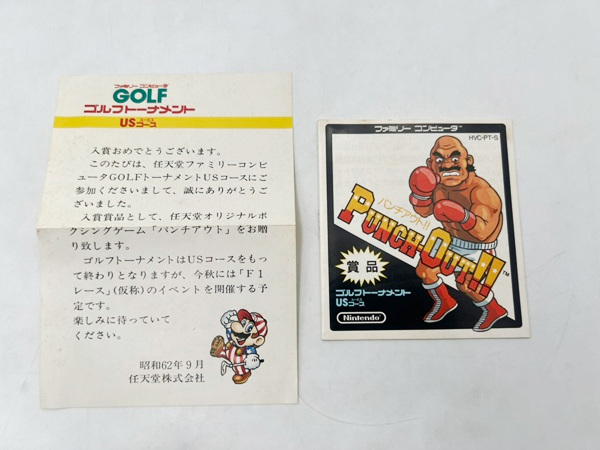 ファミリー コンピュータ
GOLF
ゴルフトーナメント
USコース
入賞おめでとうございます。
このたびは、任天堂ファミリーコンピ
ュータGOLFトーナメントUSコースにご
参加くださいまして、誠にありがとうご
ざいました。
入賞賞品として、任天堂オリジナルボ
クシングゲーム「パンチアウト」をお贈
り致します。
ゴルフトーナメントはUSコースをもっ
て終わりとなりますが、今秋には「F1
レース」(仮称)のイベントを開催する予
定です。
楽しみに待っていて
ください。
昭和62年9月
任天堂株式会社
ファミリー コンピュータ™
HVC-PT-S
パンチアウト!!
PUNCH-OUT!!™
賞品
ゴルフトーナメント
USコース
Nintendo